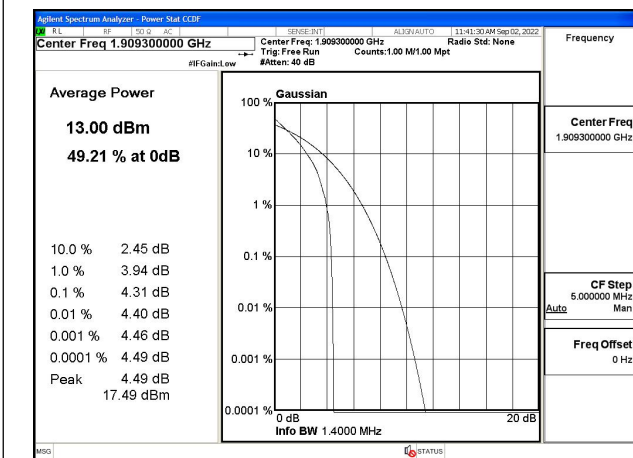 Agilent Spectrum Analyzer - Power Stat CCDF
RL RF 50 Ω AC SENSE:INT ALIGN AUTO 11:41:30 AM Sep 02, 2022
Center Freq 1.909300000 GHz
Center Freq: 1.909300000 GHz Radio Std: None
Trig: Free Run Counts:1.00 M/1.00 Mpt
#IFGain:Low #Atten: 40 dB
Frequency
Average Power
13.00 dBm
49.21 % at 0dB
10.0 % 2.45 dB
1.0 % 3.94 dB
0.1 % 4.31 dB
0.01 % 4.40 dB
0.001 % 4.46 dB
0.0001 % 4.49 dB
Peak 4.49 dB
17.49 dBm
Gaussian
100 %
10 %
1 %
0.1 %
0.01 %
0.001 %
0.0001 %
0 dB 20 dB
Info BW 1.4000 MHz
Center Freq
1.909300000 GHz
CF Step
5.000000 MHz
Auto Man
Freq Offset
0 Hz
MSG STATUS